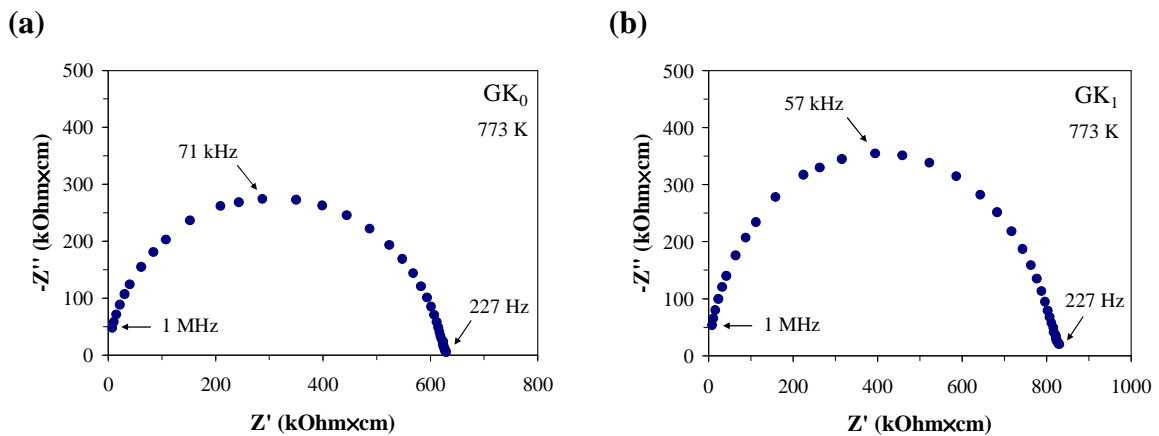 (a)
500
400
300
200
100
0
-Z'' (kOhm×cm)
GK₀
773 K
71 kHz
1 MHz
227 Hz
0 200 400 600 800
Z' (kOhm×cm)
(b)
500
400
300
200
100
0
-Z'' (kOhm×cm)
GK₁
773 K
57 kHz
1 MHz
227 Hz
0 200 400 600 800 1000
Z' (kOhm×cm)